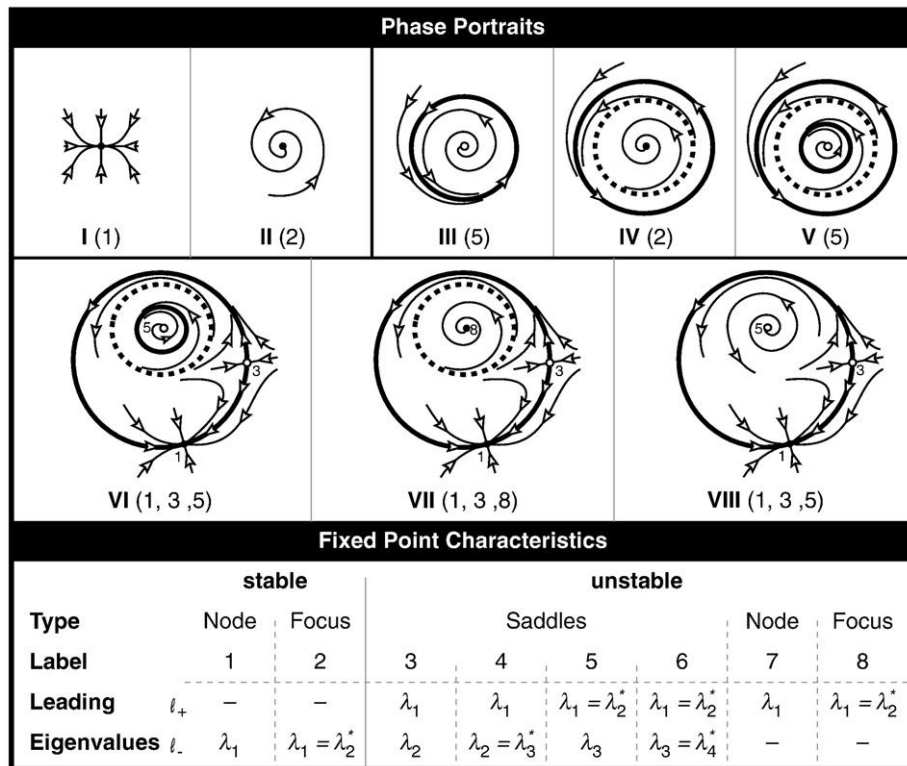 Phase Portraits
I (1) II (2) III (5) IV (2) V (5)
5 3 1 8 3 1 5 3 1
VI (1, 3 ,5) VII (1, 3 ,8) VIII (1, 3 ,5)
Fixed Point Characteristics
stable unstable
Type Node Focus Saddles Node Focus
Label 1 2 3 4 5 6 7 8
Leading ℓ₊ – – λ₁ λ₁ λ₁ = λ₂* λ₁ = λ₂* λ₁ λ₁ = λ₂*
Eigenvalues ℓ₋ λ₁ λ₁ = λ₂* λ₂ λ₂ = λ₃* λ₃ λ₃ = λ₄* – –